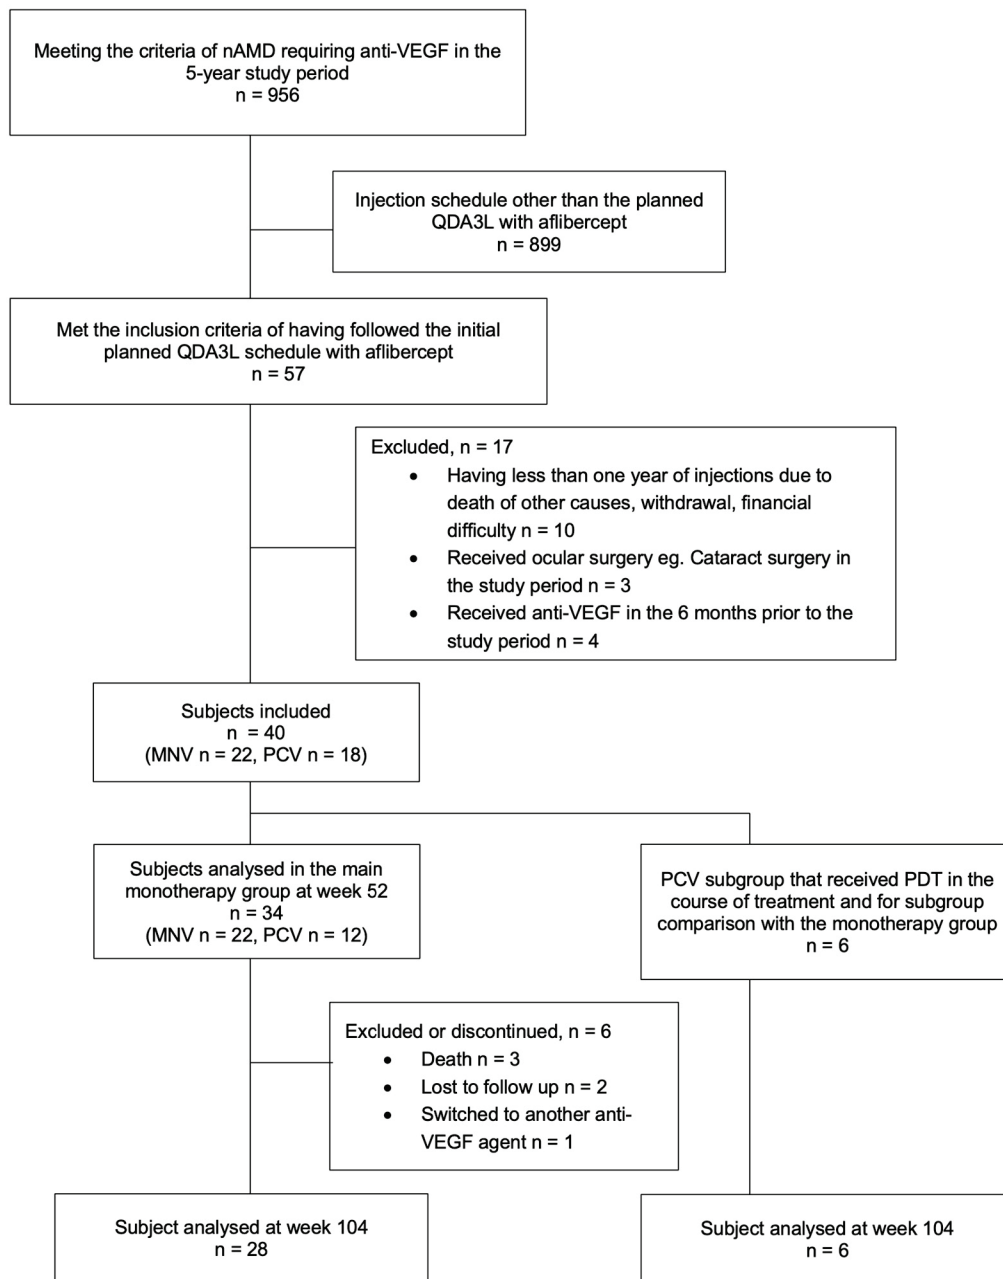 Meeting the criteria of nAMD requiring anti-VEGF in the
5-year study period
n = 956
Injection schedule other than the planned
QDA3L with aflibercept
n = 899
Met the inclusion criteria of having followed the initial
planned QDA3L schedule with aflibercept
n = 57
Excluded, n = 17
• Having less than one year of injections due to
death of other causes, withdrawal, financial
difficulty n = 10
• Received ocular surgery eg. Cataract surgery in
the study period n = 3
• Received anti-VEGF in the 6 months prior to the
study period n = 4
Subjects included
n = 40
(MNV n = 22, PCV n = 18)
Subjects analysed in the main
monotherapy group at week 52
n = 34
(MNV n = 22, PCV n = 12)
PCV subgroup that received PDT in the
course of treatment and for subgroup
comparison with the monotherapy group
n = 6
Excluded or discontinued, n = 6
• Death n = 3
• Lost to follow up n = 2
• Switched to another anti-
VEGF agent n = 1
Subject analysed at week 104
n = 28
Subject analysed at week 104
n = 6